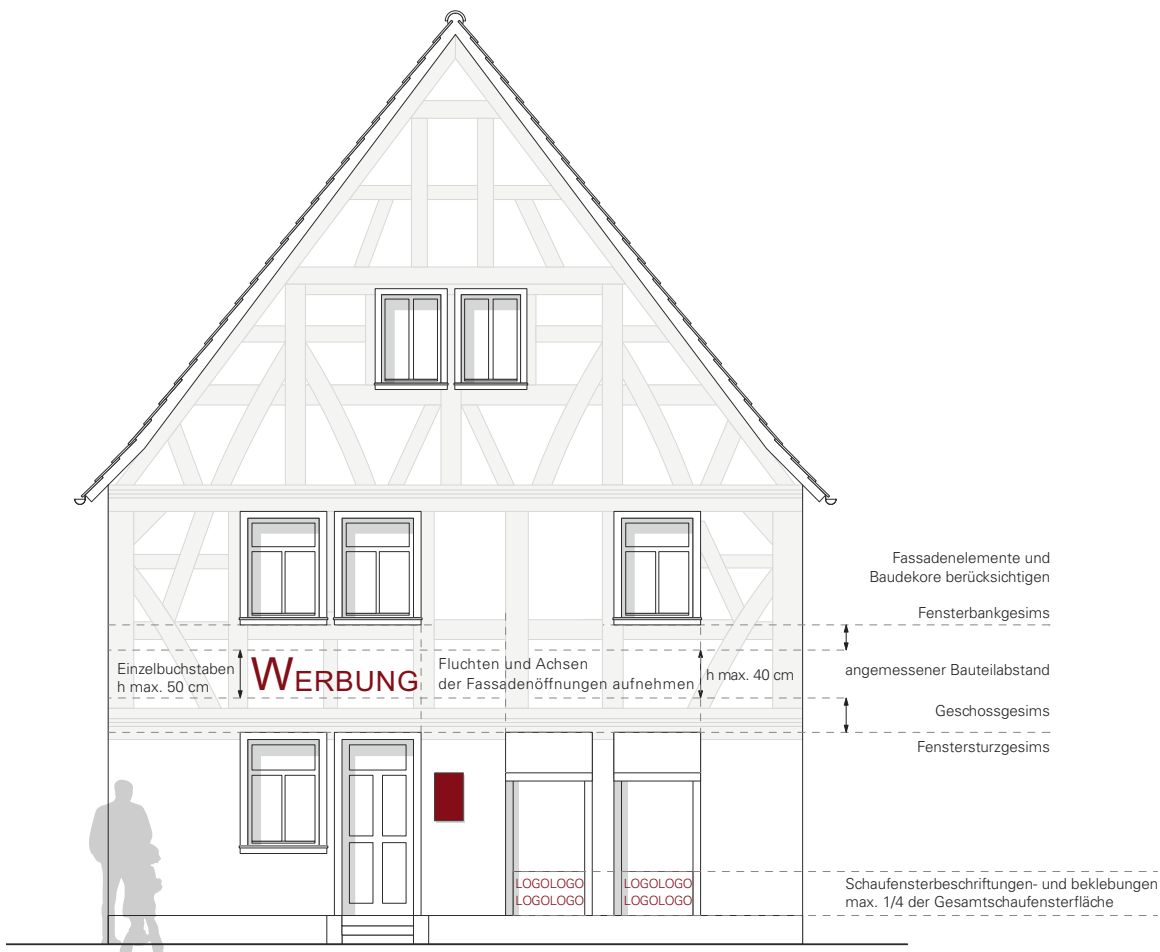 Fassadenelemente und
Baudekore berücksichtigen
Fensterbankgesims
Einzelbuchstaben
h max. 50 cm
WERBUNG
Fluchten und Achsen
der Fassadenöffnungen aufnehmen
h max. 40 cm
angemessener Bauteilabstand
Geschossgesims
Fenstersturzgesims
LOGOLOGO
LOGOLOGO
LOGOLOGO
LOGOLOGO
Schaufensterbeschriftungen- und beklebungen
max. 1/4 der Gesamtschaufensterfläche